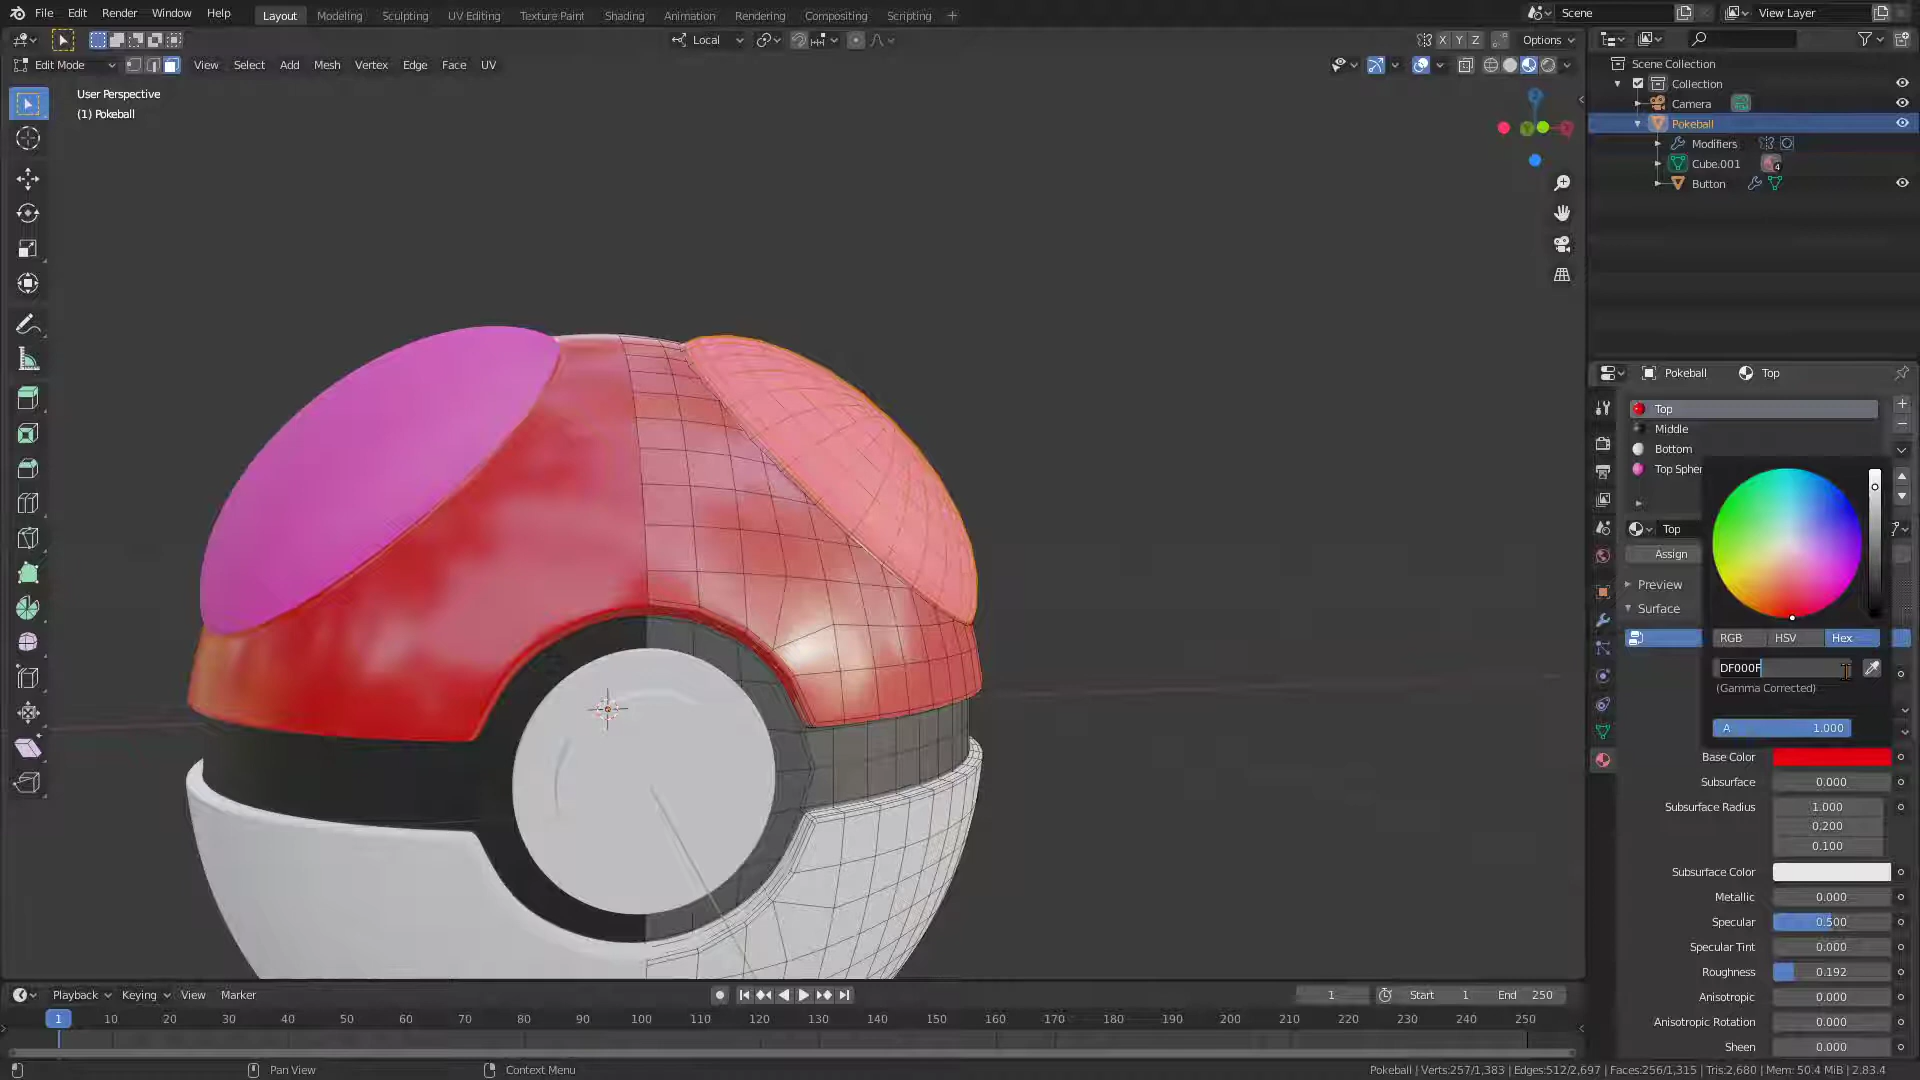 File Edit Render Window Help Layout Modeling Sculpting UV Editing Texture Paint Shading Animation Rendering Compositing Scripting + Scene View Layer
Local X Y Z Options
Edit Mode View Select Add Mesh Vertex Edge Face UV
User Perspective
(1) Pokeball
Scene Collection
Collection
Camera
Pokeball
Modifiers
Cube.001 4
Button
Pokeball Top
Top
Middle
Bottom
Top Spher
Top
Assign
Preview
Surface
RGB HSV Hex
DF000F
(Gamma Corrected)
A 1.000
Base Color
Subsurface 0.000
Subsurface Radius 1.000
0.200
0.100
Subsurface Color
Metallic 0.000
Specular 0.500
Specular Tint 0.000
Roughness 0.192
Anisotropic 0.000
Anisotropic Rotation 0.000
Sheen 0.000
Playback Keying View Marker 1 Start 1 End 250
1 10 20 30 40 50 60 70 80 90 100 110 120 130 140 150 160 170 180 190 200 210 220 230 240 250
Pan View Context Menu Pokeball | Verts:257/1,383 | Edges:512/2,697 | Faces:256/1,315 | Tris:2,680 | Mem: 50.4 MiB | 2.83.4